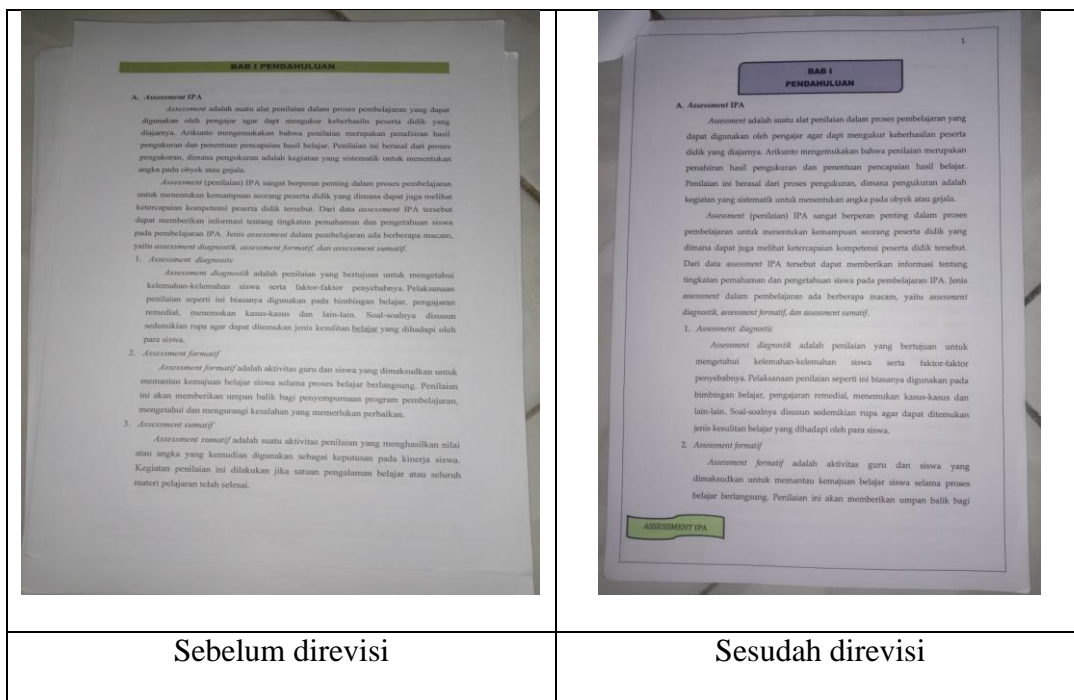 BAB I PENDAHULUAN
A. Assessment IPA
Assessment adalah suatu alat penilaian dalam proses pembelajaran yang dapat
digunakan oleh pengajar agar dapt mengukur keberhasiln peserta didik yang
diajarnya. Arikunto mengemukakan bahwa penilaian merupakan penafsiran hasil
pengukuran dan penentuan pencapaian hasil belajar. Penilaian ini berasal dari proses
pengukuran, dimana pengukuran adalah kegiatan yang sistematik untuk menentukan
angka pada obyek atau gejala.
Assessment (penilaian) IPA sangat berperan penting dalam proses pembelajaran
untuk menentukan kemampuan seorang peserta didik yang dimana dapat juga melihat
ketercapaian kompetensi peserta didik tersebut. Dari data assessment IPA tersebut
dapat memberikan informasi tentang tingkatan pemahaman dan pengetahuan siswa
pada pembelajaran IPA. Jenis assessment dalam pembelajaran ada berberapa macam,
yaitu assessment diagnostik, assessment formatif, dan assessment sumatif.
1. Assessment diagnostic
Assessment diagnostik adalah penilaian yang bertujuan untuk mengetahui
kelemahan-kelemahan siswa serta faktor-faktor penyebabnya. Pelaksanaan
penilaian seperti ini biasanya digunakan pada bimbingan belajar, pengajaran
remedial, menemukan kasus-kasus dan lain-lain. Soal-soalnya disusun
sedemikian rupa agar dapat ditemukan jenis kesulitan belajar yang dihadapi oleh
para siswa.
2. Assessment formatif
Assessment formatif adalah aktivitas guru dan siswa yang dimaksudkan untuk
memantau kemajuan belajar siswa selama proses belajar berlangsung. Penilaian
ini akan memberikan umpan balik bagi penyempurnaan program pembelajaran,
mengetahui dan mengurangi kesalahan yang memerlukan perbaikan.
3. Assessment sumatif
Assessment sumatif adalah suatu aktivitas penilaian yang menghasilkan nilai
atau angka yang kemudian digunakan sebagai keputusan pada kinerja siswa.
Kegiatan penilaian ini dilakukan jika satuan pengalaman belajar atau seluruh
materi pelajaran telah selesai.
Sebelum direvisi
1
BAB I
PENDAHULUAN
A. Assessment IPA
Assessment adalah suatu alat penilaian dalam proses pembelajaran yang
dapat digunakan oleh pengajar agar dapt mengukur keberhasilan peserta
didik yang diajarnya. Arikunto mengemukakan bahwa penilaian merupakan
penafsiran hasil pengukuran dan penentuan pencapaian hasil belajar.
Penilaian ini berasal dari proses pengukuran, dimana pengukuran adalah
kegiatan yang sistematik untuk menentukan angka pada obyek atau gejala.
Assessment (penilaian) IPA sangat berperan penting dalam proses
pembelajaran untuk menentukan kemampuan seorang peserta didik yang
dimana dapat juga melihat ketercapaian kompetensi peserta didik tersebut.
Dari data assessment IPA tersebut dapat memberikan informasi tentang
tingkatan pemahaman dan pengetahuan siswa pada pembelajaran IPA. Jenis
assessment dalam pembelajaran ada berberapa macam, yaitu assessment
diagnostik, assessment formatif, dan assessment sumatif.
1. Assessment diagnostic
Assessment diagnostik adalah penilaian yang bertujuan untuk
mengetahui kelemahan-kelemahan siswa serta faktor-faktor
penyebabnya. Pelaksanaan penilaian seperti ini biasanya digunakan pada
bimbingan belajar, pengajaran remedial, menemukan kasus-kasus dan
lain-lain. Soal-soalnya disusun sedemikian rupa agar dapat ditemukan
jenis kesulitan belajar yang dihadapi oleh para siswa.
2. Assessment formatif
Assessment formatif adalah aktivitas guru dan siswa yang
dimaksudkan untuk memantau kemajuan belajar siswa selama proses
belajar berlangsung. Penilaian ini akan memberikan umpan balik bagi
ASSESSMENT IPA
Sesudah direvisi